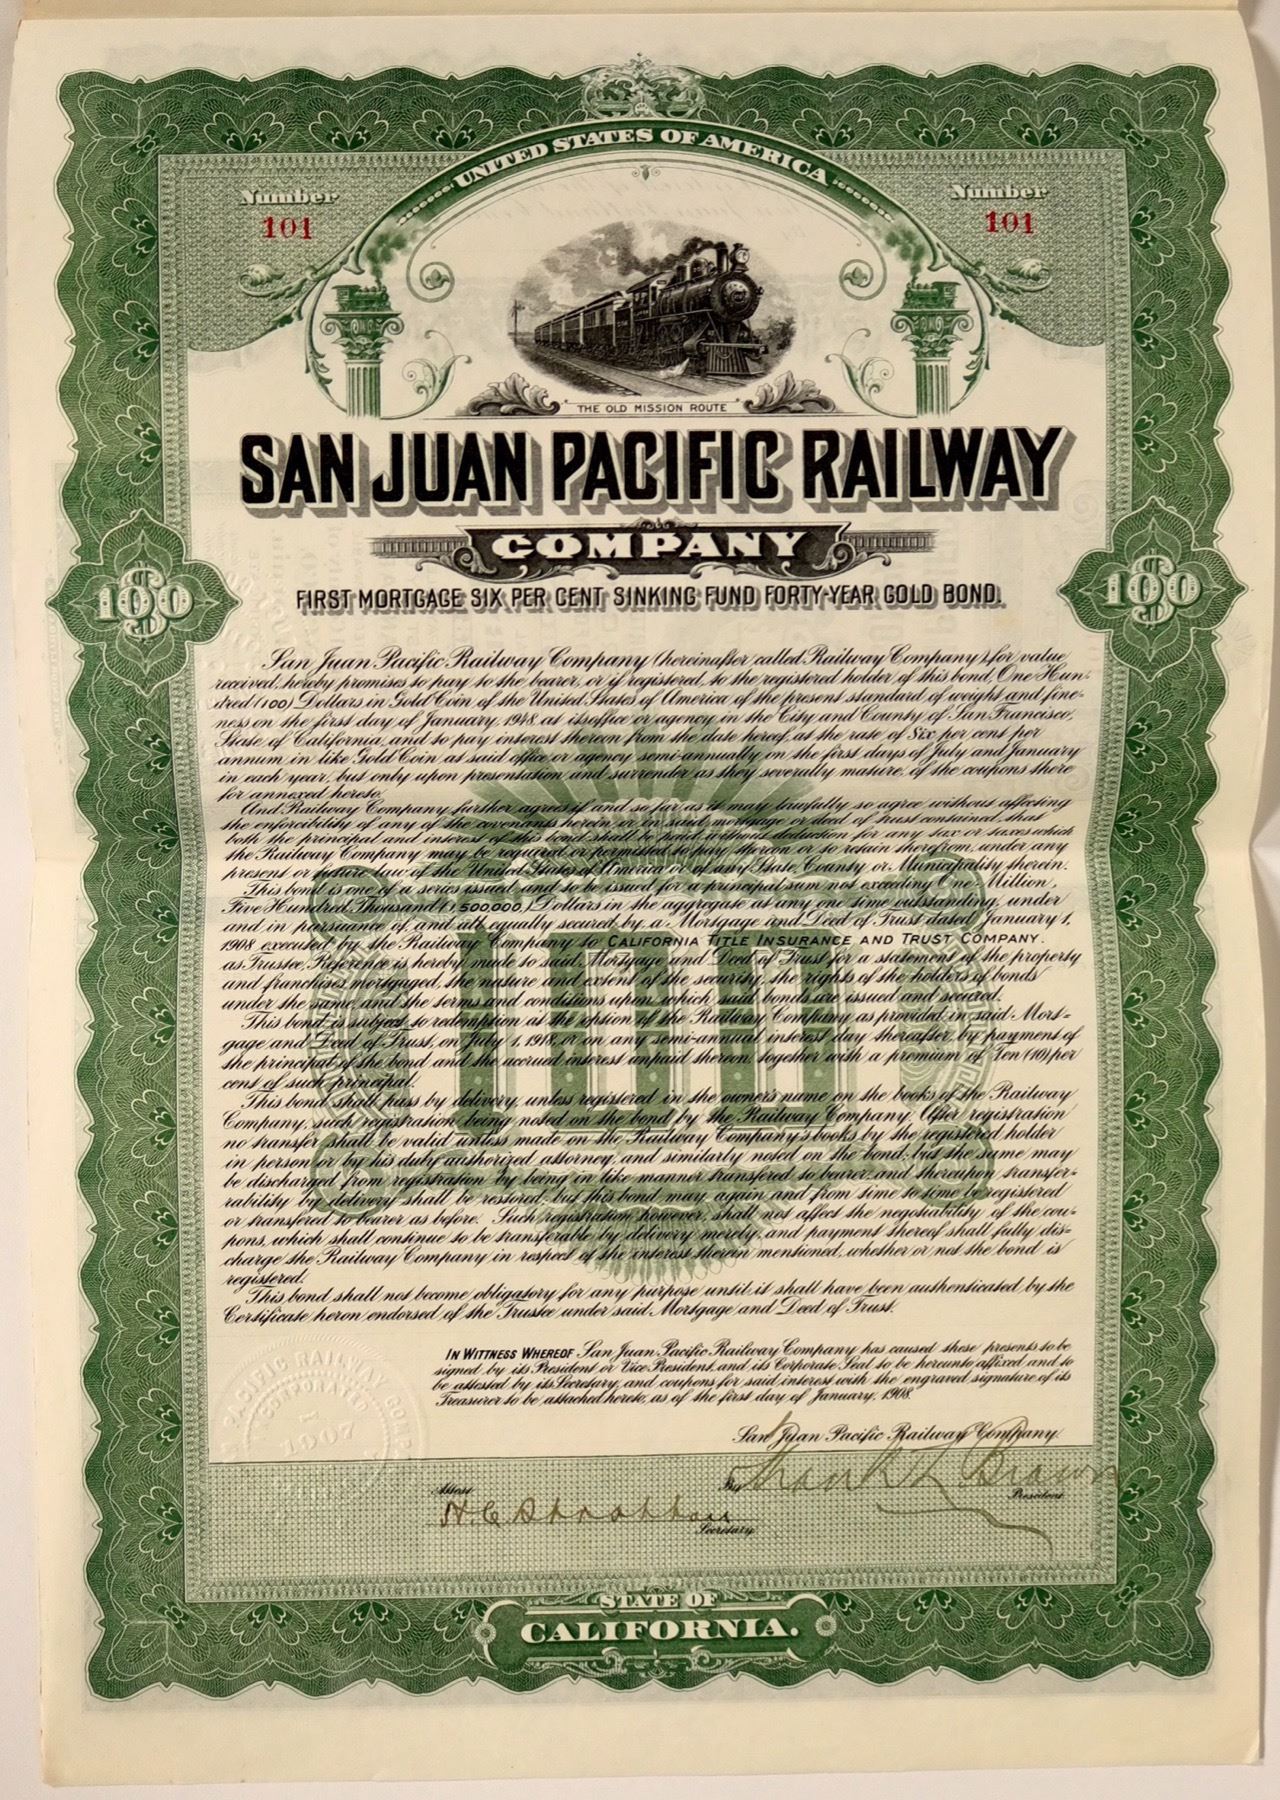 UNITED STATES OF AMERICA
Number
101
Number
101
THE OLD MISSION ROUTE
SAN JUAN PACIFIC RAILWAY
COMPANY
FIRST MORTGAGE SIX PER CENT SINKING FUND FORTY-YEAR GOLD BOND.
$100
$100
San Juan Pacific Railway Company (hereinafter called Railway Company), for value
received, hereby promises to pay to the bearer, or if registered, to the registered holder of this bond, One Hun-
dred (100) Dollars in Gold Coin of the United States of America of the present standard of weight and fine-
ness on the first day of January, 1948, at its office or agency in the City and County of San Francisco,
State of California, and to pay interest thereon from the date hereof, at the rate of Six per cent per
annum in like Gold Coin at said office or agency semi-annually on the first days of July and January
in each year, but only upon presentation and surrender as they severally mature, of the coupons there
for annexed hereto.
And Railway Company further agrees if and so far as it may lawfully so agree without affecting
the enforcibility of any of the covenants herein or in said mortgage or deed of trust contained, that
both the principal and interest of this bond shall be paid without deduction for any tax or taxes which
the Railway Company may be required or permitted to pay thereon or to retain therefrom, under any
present or future law of the United States of America or of any State, County or Municipality therein.
This bond is one of a series issued and to be issued for a principal sum not exceeding One Million,
Five Hundred Thousand (1,500,000) Dollars in the aggregate at any one time outstanding, under
and in pursuance of, and all equally secured by a Mortgage and Deed of Trust dated January 1,
1908 executed by the Railway Company to CALIFORNIA TITLE INSURANCE AND TRUST COMPANY.
as Trustee, Reference is hereby made to said Mortgage and Deed of Trust for a statement of the property
and franchises mortgaged, the nature and extent of the security, the rights of the holders of bonds
under the same, and the terms and conditions upon which said bonds are issued and secured.
This bond is subject to redemption at the option of the Railway Company as provided in said Mort-
gage and Deed of Trust, on July 1, 1918, or on any semi-annual interest day thereafter, by payment of
the principal of the bond and the accrued interest unpaid thereon, together with a premium of Ten (10) per
cent of such principal.
This bond shall pass by delivery, unless registered in the owner's name on the books of the Railway
Company, such registration being noted on the bond by the Railway Company. After registration
no transfer shall be valid unless made on the Railway Company's books by the registered holder
in person or by his duly authorized attorney, and similarly noted on the bond; but the same may
be discharged from registration by being in like manner transfered to bearer, and thereupon transfer-
rability by delivery shall be restored; but this bond may again and from time to time be registered
or transfered to bearer as before. Such registration, however, shall not affect the negotiability of the cou-
pons, which shall continue to be transferable by delivery merely, and payment thereof shall fully dis-
charge the Railway Company in respect of the interest therein mentioned, whether or not the bond is
registered.
This bond shall not become obligatory for any purpose until it shall have been authenticated by the
Certificate heron endorsed of the Trustee under said Mortgage and Deed of Trust.
IN WITNESS WHEREOF San Juan Pacific Railway Company has caused these presents to be
signed by its President or Vice President, and its Corporate Seal to be hereunto affixed and to
be attested by its Secretary, and coupons for said interest with the engraved signature of its
Treasurer to be attached hereto, as of the first day of January, 1908.
San Juan Pacific Railway Company.
By Frank L Brown
President
Attest
H. C.
Secretary
PACIFIC RAILWAY COMP
CORPORATED
1907
STATE OF
CALIFORNIA.